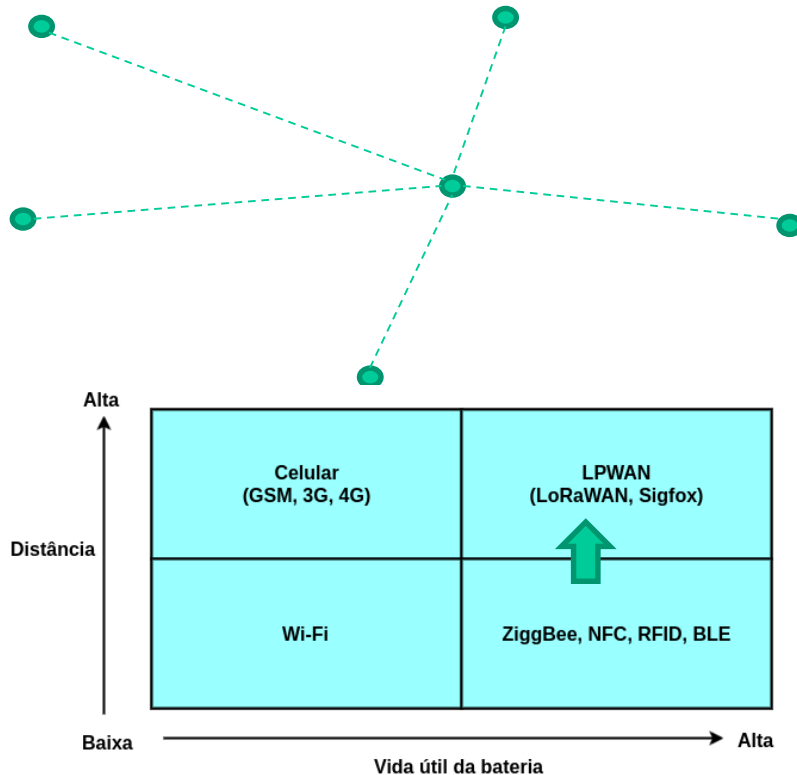 Alta
Celular
(GSM, 3G, 4G)
LPWAN
(LoRaWAN, Sigfox)
Distância
Wi-Fi
ZiggBee, NFC, RFID, BLE
Baixa
Alta
Vida útil da bateria